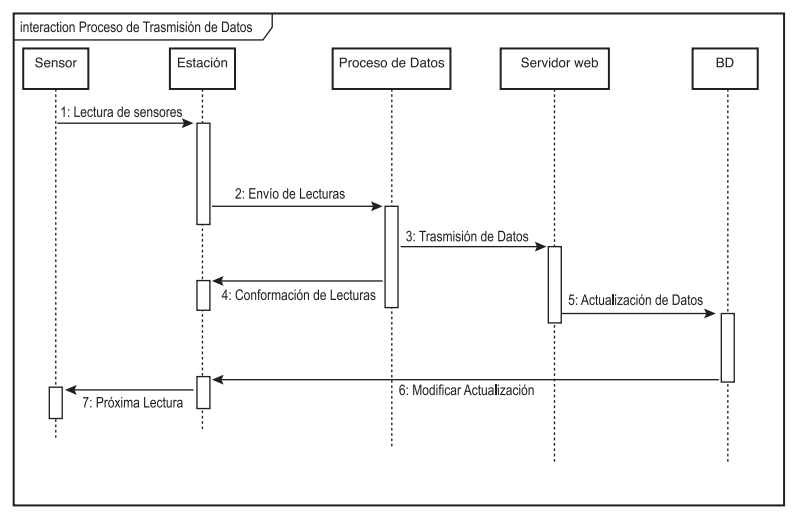 interaction Proceso de Trasmisión de Datos
Sensor
Estación
Proceso de Datos
Servidor web
BD
1: Lectura de sensores
2: Envío de Lecturas
3: Trasmisión de Datos
4: Conformación de Lecturas
5: Actualización de Datos
6: Modificar Actualización
7: Próxima Lectura